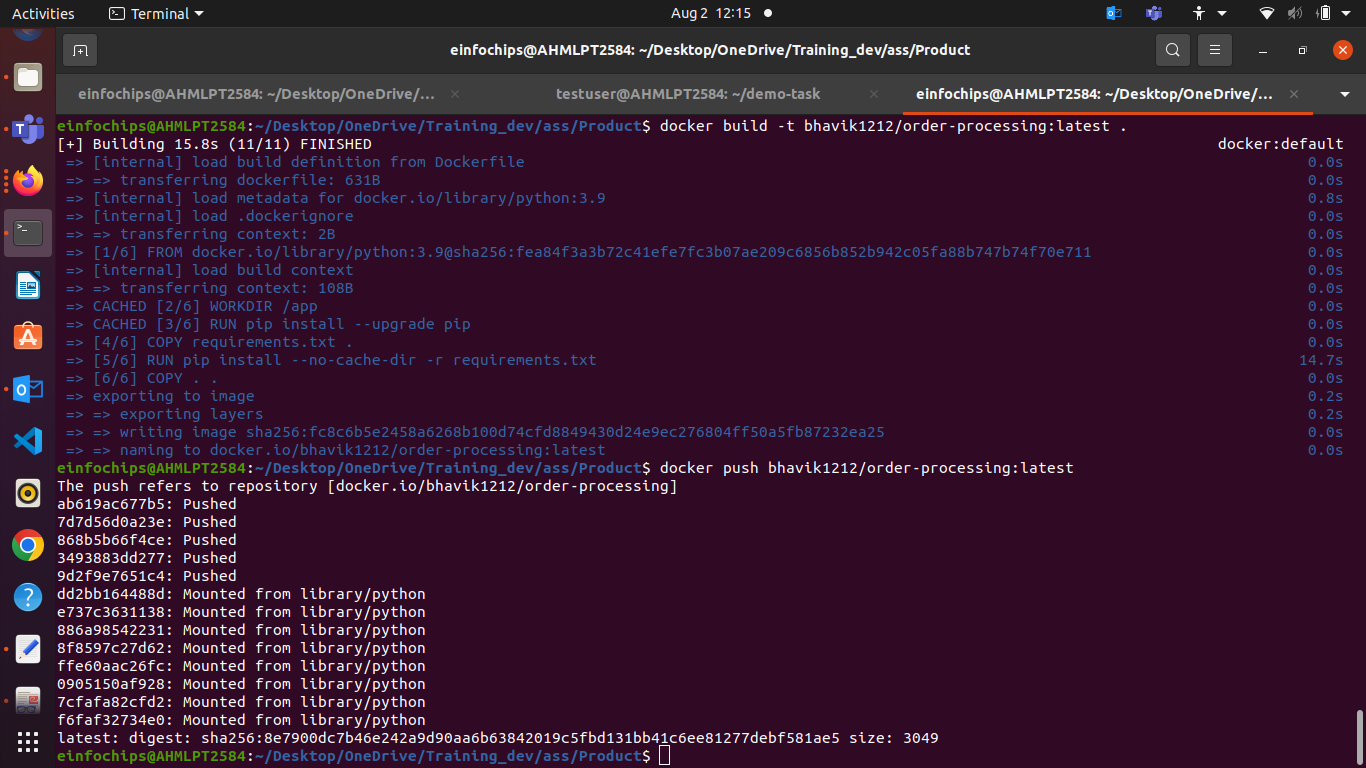 Activities Terminal Aug 2 12:15
einfochips@AHMLPT2584: ~/Desktop/OneDrive/Training_dev/ass/Product
einfochips@AHMLPT2584: ~/Desktop/OneDrive/... testuser@AHMLPT2584: ~/demo-task einfochips@AHMLPT2584: ~/Desktop/OneDrive/...
einfochips@AHMLPT2584:~/Desktop/OneDrive/Training_dev/ass/Product$ docker build -t bhavik1212/order-processing:latest .
[+] Building 15.8s (11/11) FINISHED docker:default
=> [internal] load build definition from Dockerfile 0.0s
=> => transferring dockerfile: 631B 0.0s
=> [internal] load metadata for docker.io/library/python:3.9 0.8s
=> [internal] load .dockerignore 0.0s
=> => transferring context: 2B 0.0s
=> [1/6] FROM docker.io/library/python:3.9@sha256:fea84f3a3b72c41efe7fc3b07ae209c6856b852b942c05fa88b747b74f70e711 0.0s
=> [internal] load build context 0.0s
=> => transferring context: 108B 0.0s
=> CACHED [2/6] WORKDIR /app 0.0s
=> CACHED [3/6] RUN pip install --upgrade pip 0.0s
=> [4/6] COPY requirements.txt . 0.0s
=> [5/6] RUN pip install --no-cache-dir -r requirements.txt 14.7s
=> [6/6] COPY . . 0.0s
=> exporting to image 0.2s
=> => exporting layers 0.2s
=> => writing image sha256:fc8c6b5e2458a6268b100d74cfd8849430d24e9ec276804ff50a5fb87232ea25 0.0s
=> => naming to docker.io/bhavik1212/order-processing:latest 0.0s
einfochips@AHMLPT2584:~/Desktop/OneDrive/Training_dev/ass/Product$ docker push bhavik1212/order-processing:latest
The push refers to repository [docker.io/bhavik1212/order-processing]
ab619ac677b5: Pushed
7d7d56d0a23e: Pushed
868b5b66f4ce: Pushed
3493883dd277: Pushed
9d2f9e7651c4: Pushed
dd2bb164488d: Mounted from library/python
e737c3631138: Mounted from library/python
886a98542231: Mounted from library/python
8f8597c27d62: Mounted from library/python
ffe60aac26fc: Mounted from library/python
0905150af928: Mounted from library/python
7cfafa82cfd2: Mounted from library/python
f6faf32734e0: Mounted from library/python
latest: digest: sha256:8e7900dc7b46e242a9d90aa6b63842019c5fbd131bb41c6ee81277debf581ae5 size: 3049
einfochips@AHMLPT2584:~/Desktop/OneDrive/Training_dev/ass/Product$